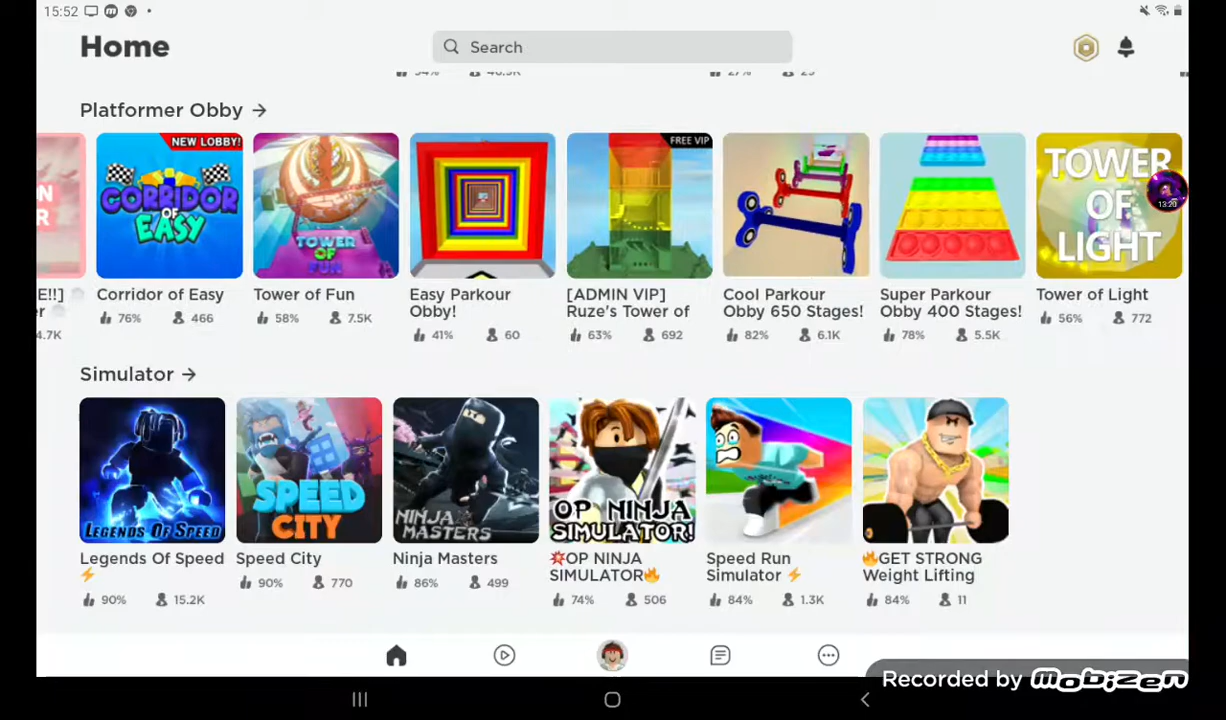 15:52
Home
Search
Platformer Obby →
NEW LOBBY!
CORRIDOR
OF
EASY
TOWER
OF
FUN
FREE VIP
TOWER
OF
LIGHT
13:20
E!!]
Corridor of Easy
Tower of Fun
Easy Parkour
Obby!
[ADMIN VIP]
Ruze's Tower of
Cool Parkour
Obby 650 Stages!
Super Parkour
Obby 400 Stages!
Tower of Light
4.7K
76% 466
58% 7.5K
41% 60
63% 692
82% 6.1K
78% 5.5K
56% 772
Simulator →
LEGENDS OF SPEED
SPEED
CITY
NINJA
MASTERS
OP NINJA
SIMULATOR!
Legends Of Speed
⚡
Speed City
Ninja Masters
💥OP NINJA
SIMULATOR🔥
Speed Run
Simulator ⚡
🔥GET STRONG
Weight Lifting
90% 15.2K
90% 770
86% 499
74% 506
84% 1.3K
84% 11
Recorded by mobizen